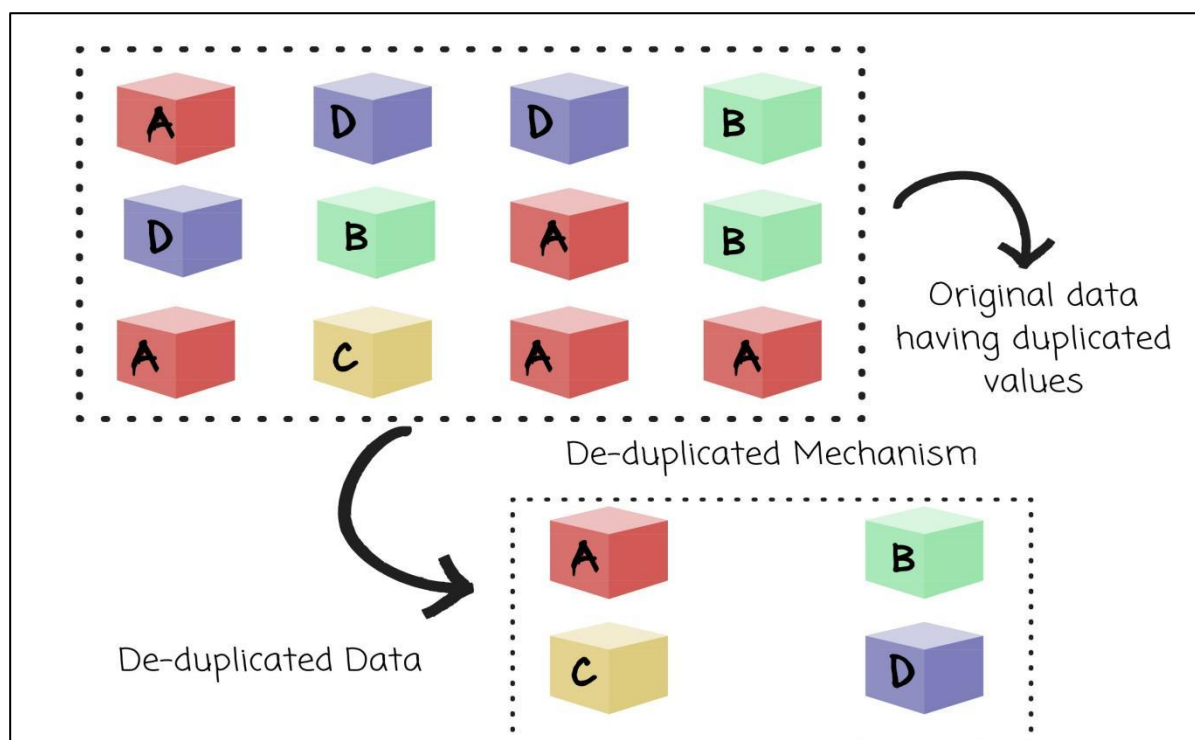 A D D B
D B A B
A C A A
Original data
having duplicated
values
De-duplicated Mechanism
A B
C D
De-duplicated Data